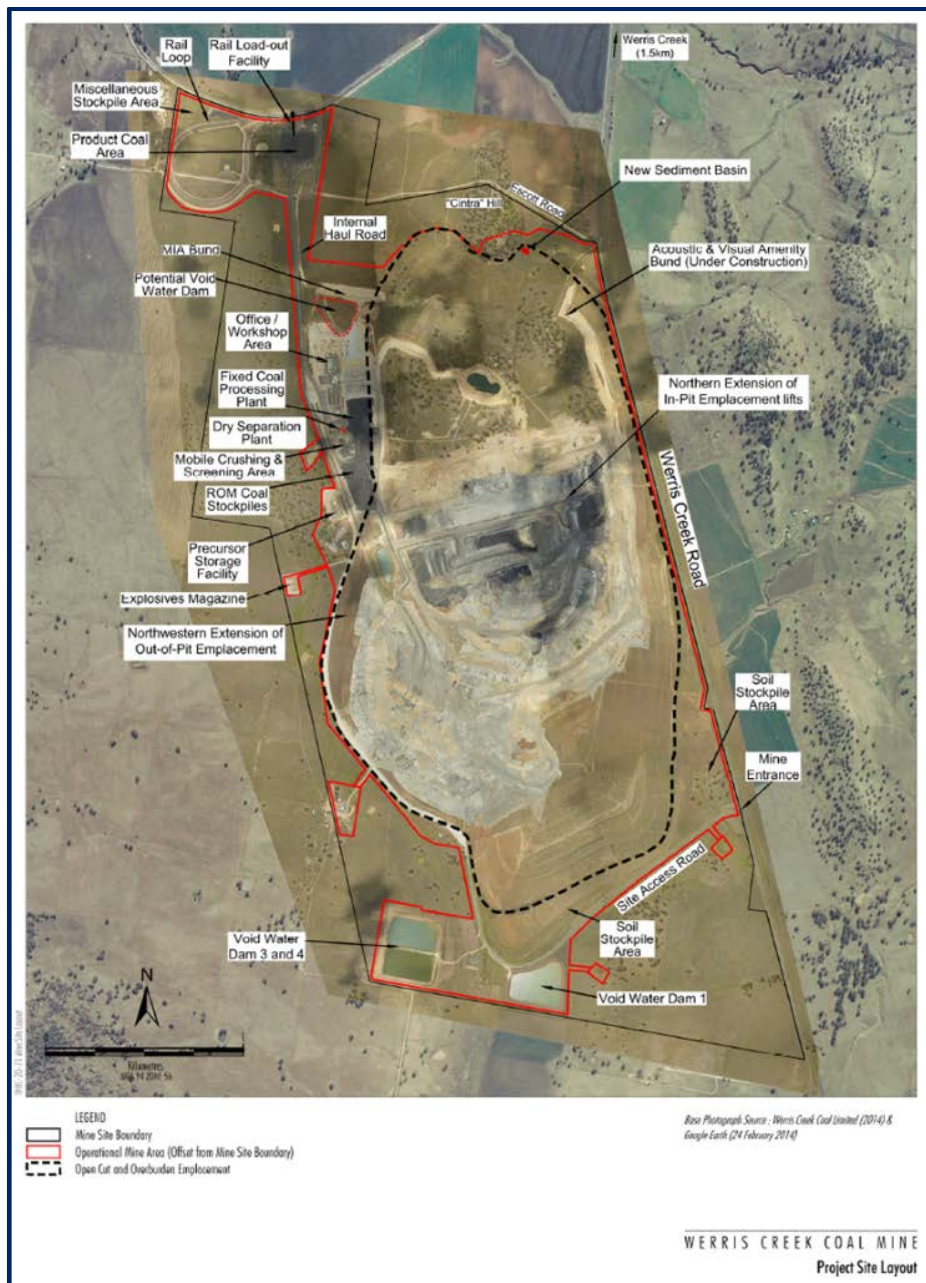 Rail
Loop
Rail Load-out
Facility
Werris Creek
(1.5km)
Miscellaneous
Stockpile Area
Product Coal
Area
New Sediment Basin
"Cintra" Hill
Escott Road
Internal
Haul Road
Acoustic & Visual Amenity
Bund (Under Construction)
MIA Bund
Potential Void
Water Dam
Office /
Workshop
Area
Fixed Coal
Processing
Plant
Northern Extension of
In-Pit Emplacement lifts
Dry Separation
Plant
Mobile Crushing &
Screening Area
ROM Coal
Stockpiles
Werris Creek Road
Precursor
Storage
Facility
Explosives Magazine
Northwestern Extension of
Out-of-Pit Emplacement
Soil
Stockpile
Area
Mine
Entrance
Site Access Road
Soil
Stockpile
Area
Void Water
Dam 3 and 4
Void Water Dam 1
N
Kilometres
MGA 94 ZONE 56
LEGEND
Mine Site Boundary
Operational Mine Area (Offset from Mine Site Boundary)
Open Cut and Overburden Emplacement
Base Photograph Source : Werris Creek Coal Limited (2014) &
Google Earth (24 February 2014)
WERRIS CREEK COAL MINE
Project Site Layout